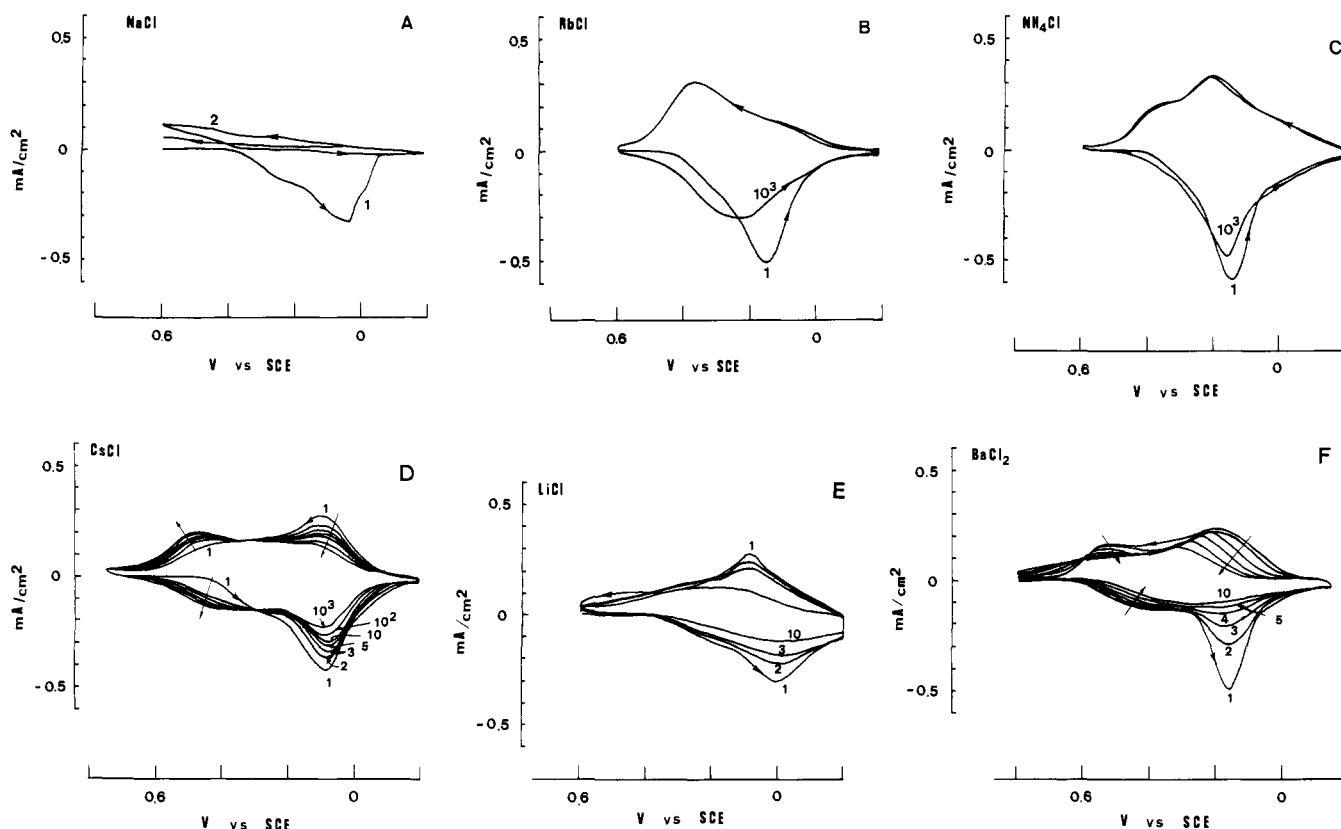 NaCl
A
0.5
0
-0.5
mA/cm²
2
1
0.6
0
V vs SCE
RbCl
B
0.5
0
-0.5
mA/cm²
10³
1
0.6
0
V vs SCE
NH₄Cl
C
0.5
0
-0.5
mA/cm²
10³
1
0.6
0
V vs SCE
CsCl
D
0.5
0
-0.5
mA/cm²
1
1
1
10³
10²
10
5
3
2
1
0.6
0
V vs SCE
LiCl
E
0.5
0
-0.5
mA/cm²
1
10
3
2
1
0.6
0
V vs SCE
BaCl₂
F
0.5
0
-0.5
mA/cm²
10
4
5
3
2
1
0.6
0
V vs SCE